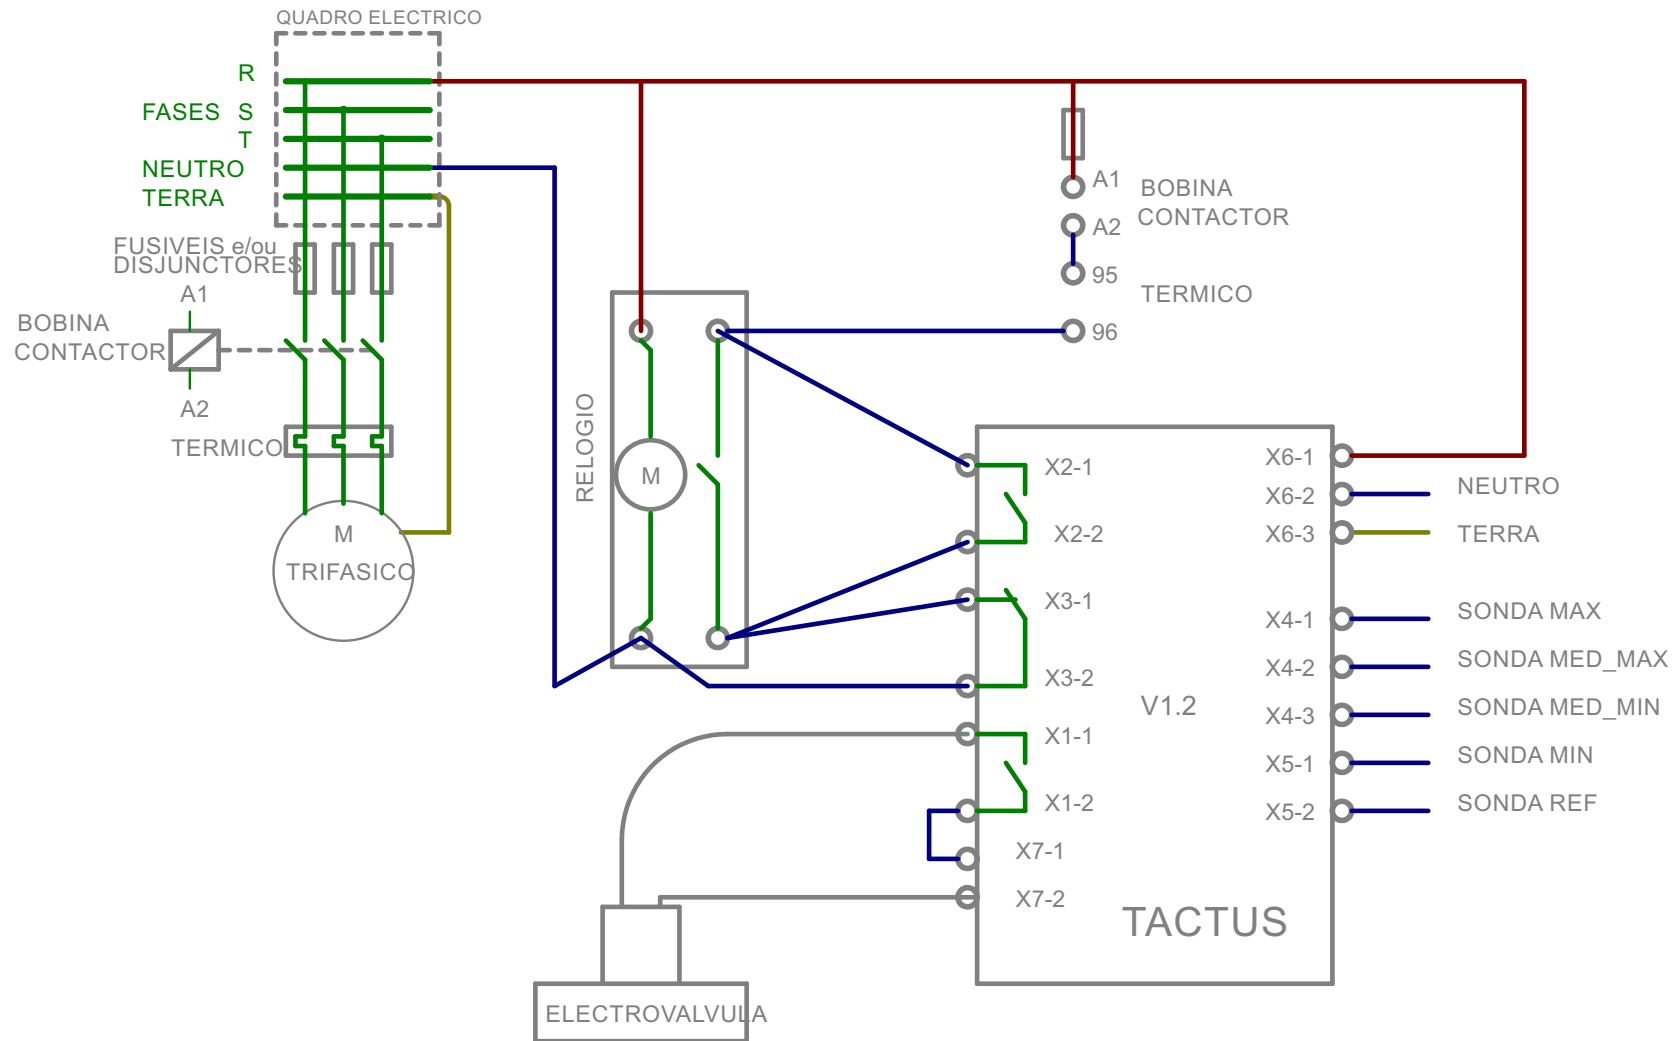 QUADRO ELECTRICO
R
FASES S
T
NEUTRO
TERRA
FUSIVEIS e/ou
DISJUNCTORES
A1
BOBINA
CONTACTOR
A2
TERMICO
M
TRIFASICO
RELOGIO
M
A1
BOBINA
CONTACTOR
A2
95
TERMICO
96
X2-1
X2-2
X3-1
X3-2
X1-1
X1-2
X7-1
X7-2
V1.2
TACTUS
X6-1
X6-2
NEUTRO
X6-3
TERRA
X4-1
SONDA MAX
X4-2
SONDA MED_MAX
X4-3
SONDA MED_MIN
X5-1
SONDA MIN
X5-2
SONDA REF
ELECTROVALVULA